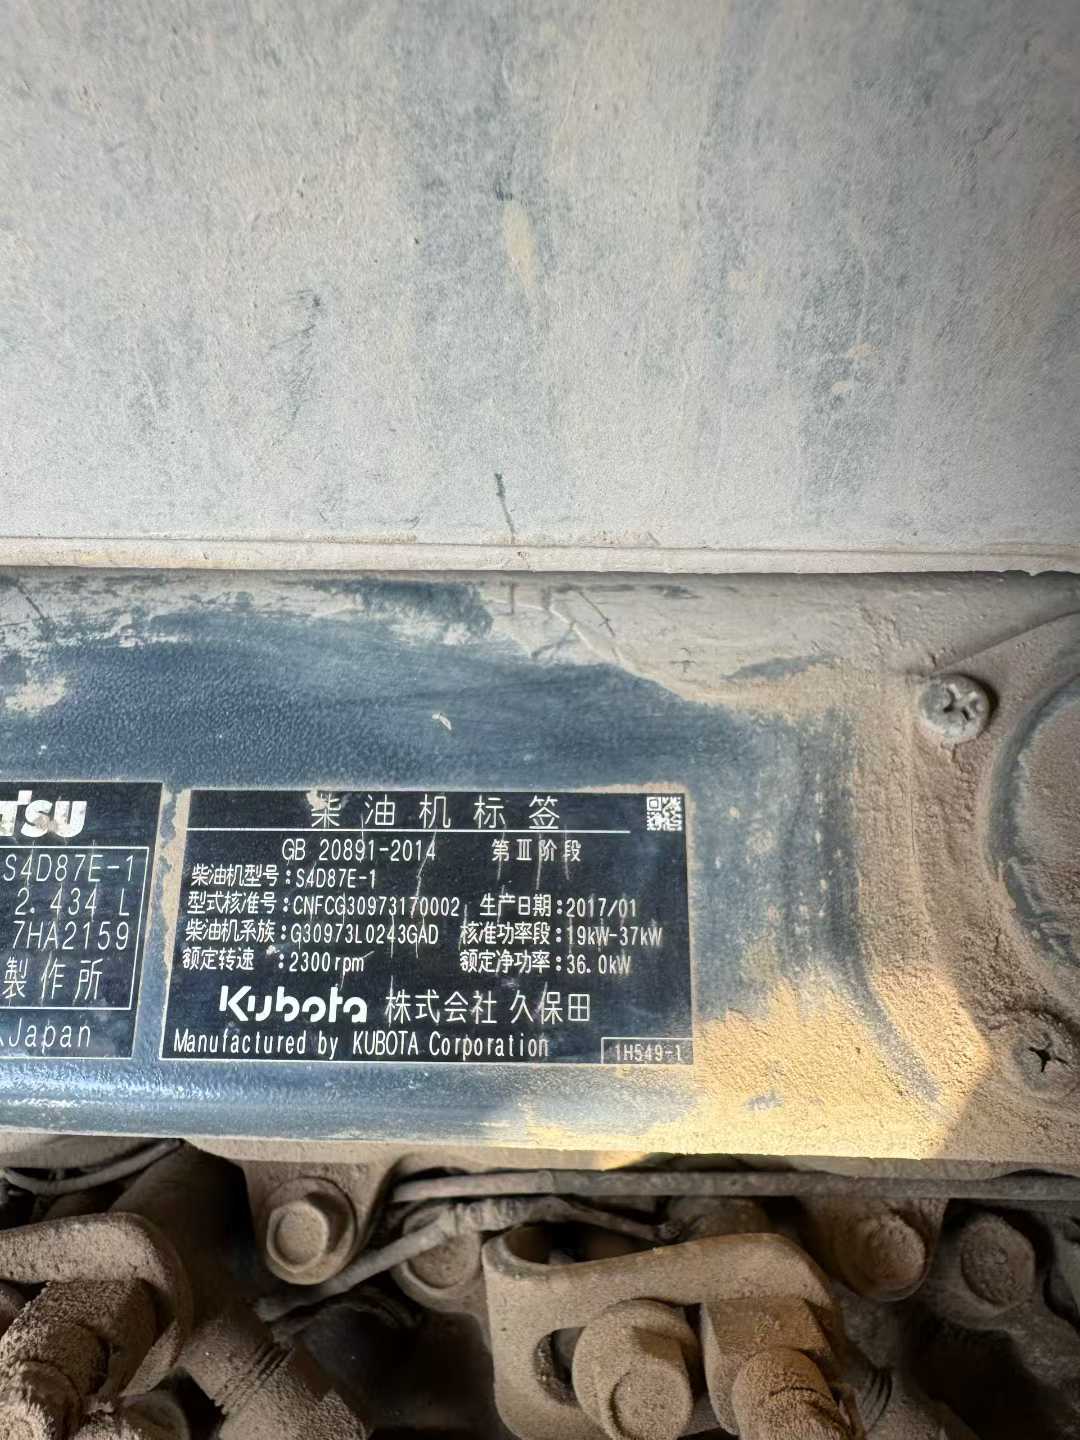 atsu
S4D87E-1
2.434 L
7HA2159
製作所
Japan
柴油机标签
GB 20891-2014 第Ⅲ阶段
柴油机型号:S4D87E-1
型式核准号:CNFCG30973170002 生产日期:2017/01
柴油机系族:G30973L0243GAD 核准功率段:19kW-37kW
额定转速 :2300rpm 额定净功率:36.0kW
Kubota 株式会社 久保田
Manufactured by KUBOTA Corporation
1H549-1